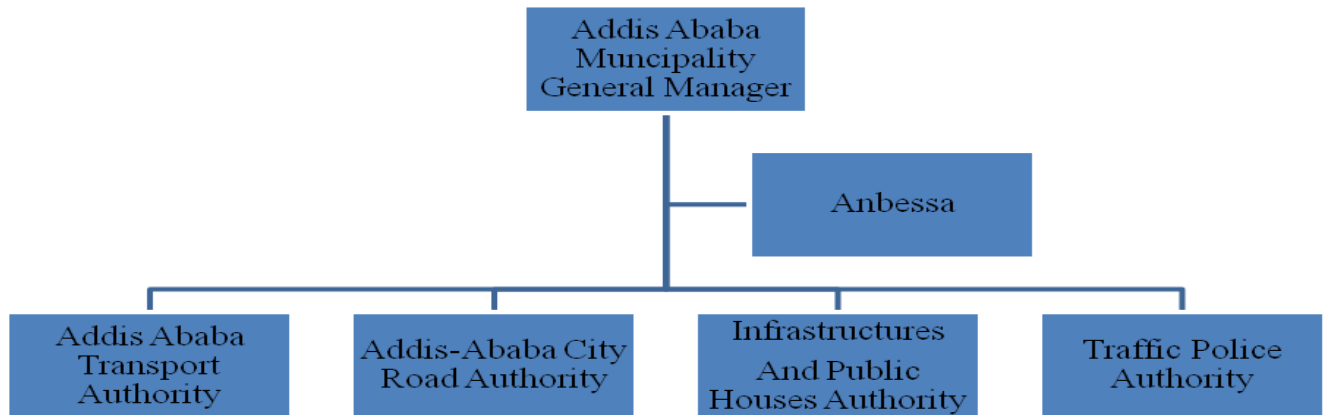 Addis Ababa
Muncipality
General Manager
Anbessa
Addis Ababa
Transport
Authority
Addis-Ababa City
Road Authority
Infrastructures
And Public
Houses Authority
Traffic Police
Authority